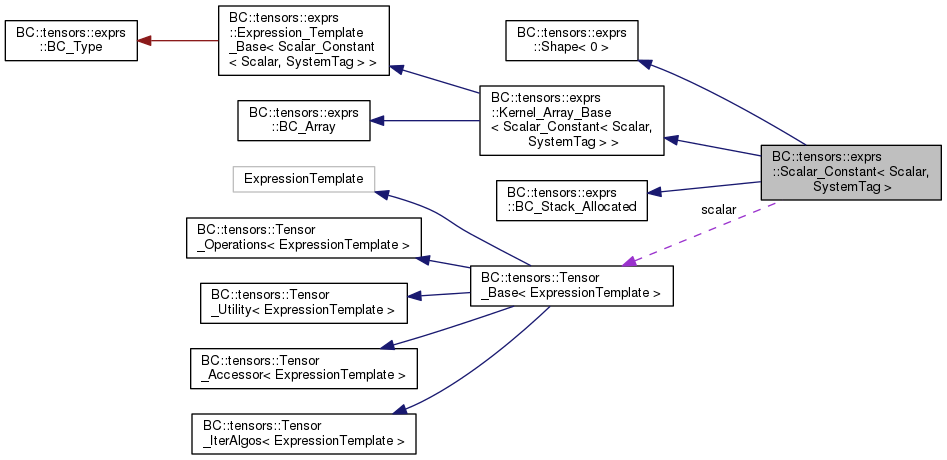 BC::tensors::exprs
::BC_Type
BC::tensors::exprs
::Expression_Template
_Base< Scalar_Constant
< Scalar, SystemTag > >
BC::tensors::exprs
::Shape< 0 >
BC::tensors::exprs
::Kernel_Array_Base
< Scalar_Constant< Scalar,
SystemTag > >
BC::tensors::exprs
::BC_Array
BC::tensors::exprs
::Scalar_Constant< Scalar,
SystemTag >
ExpressionTemplate
BC::tensors::exprs
::BC_Stack_Allocated
scalar
BC::tensors::Tensor
_Operations< ExpressionTemplate >
BC::tensors::Tensor
_Base< ExpressionTemplate >
BC::tensors::Tensor
_Utility< ExpressionTemplate >
BC::tensors::Tensor
_Accessor< ExpressionTemplate >
BC::tensors::Tensor
_IterAlgos< ExpressionTemplate >